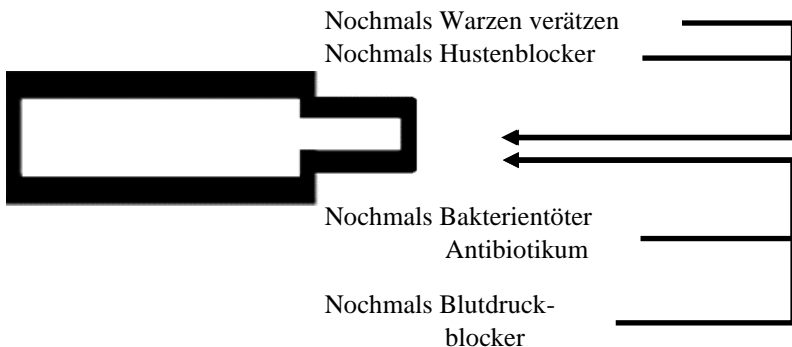 Nochmals Warzen verätzen
Nochmals Hustenblocker
Nochmals Bakterientöter
Antibiotikum
Nochmals Blutdruck-
blocker